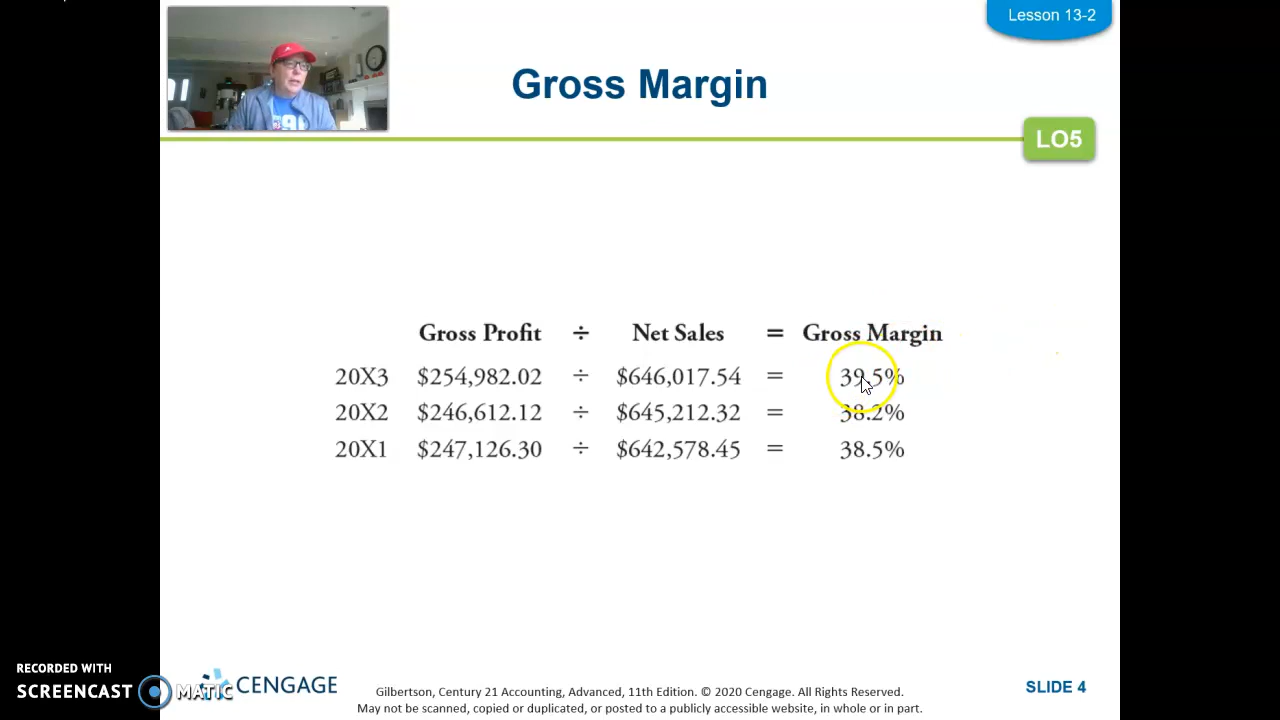 Lesson 13-2
Gross Margin
LO5
Gross Profit ÷ Net Sales = Gross Margin
20X3 $254,982.02 ÷ $646,017.54 = 39.5%
20X2 $246,612.12 ÷ $645,212.32 = 38.2%
20X1 $247,126.30 ÷ $642,578.45 = 38.5%
RECORDED WITH
SCREENCAST MATIC
CENGAGE
Gilbertson, Century 21 Accounting, Advanced, 11th Edition. © 2020 Cengage. All Rights Reserved.
May not be scanned, copied or duplicated, or posted to a publicly accessible website, in whole or in part.
SLIDE 4